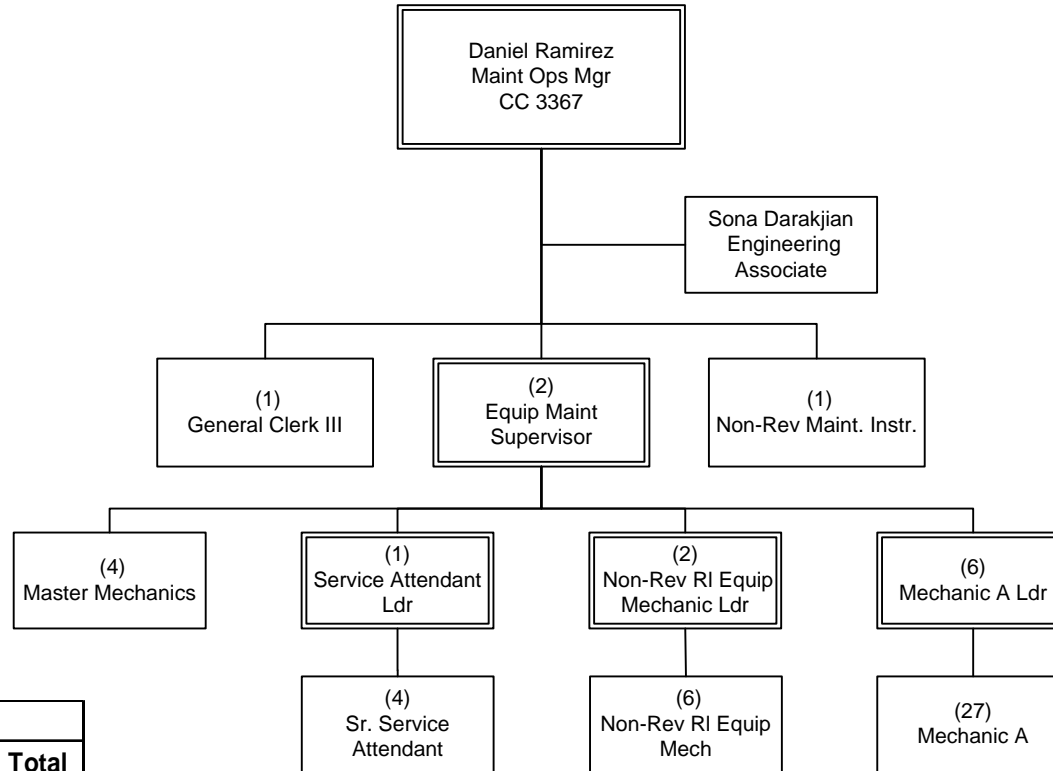 Daniel Ramirez
Maint Ops Mgr
CC 3367
Sona Darakjian
Engineering
Associate
(1)
General Clerk III
(2)
Equip Maint
Supervisor
(1)
Non-Rev Maint. Instr.
(4)
Master Mechanics
(1)
Service Attendant
Ldr
(2)
Non-Rev Rl Equip
Mechanic Ldr
(6)
Mechanic A Ldr
(4)
Sr. Service
Attendant
(6)
Non-Rev Rl Equip
Mech
(27)
Mechanic A
Total